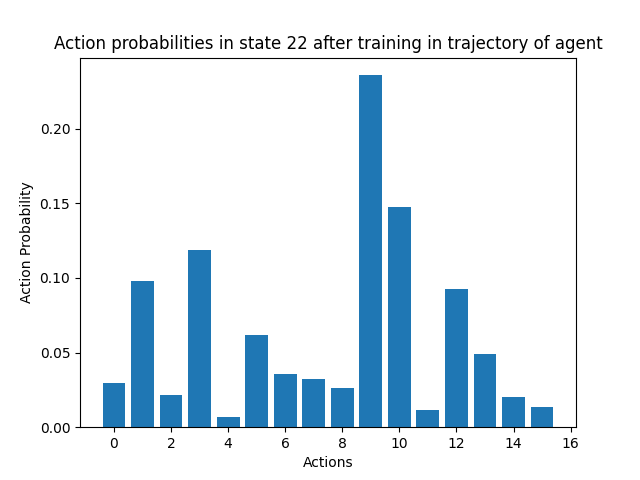 Action probabilities in state 22 after training in trajectory of agent
0.20
0.15
0.10
0.05
0.00
Action Probability
0 2 4 6 8 10 12 14 16
Actions